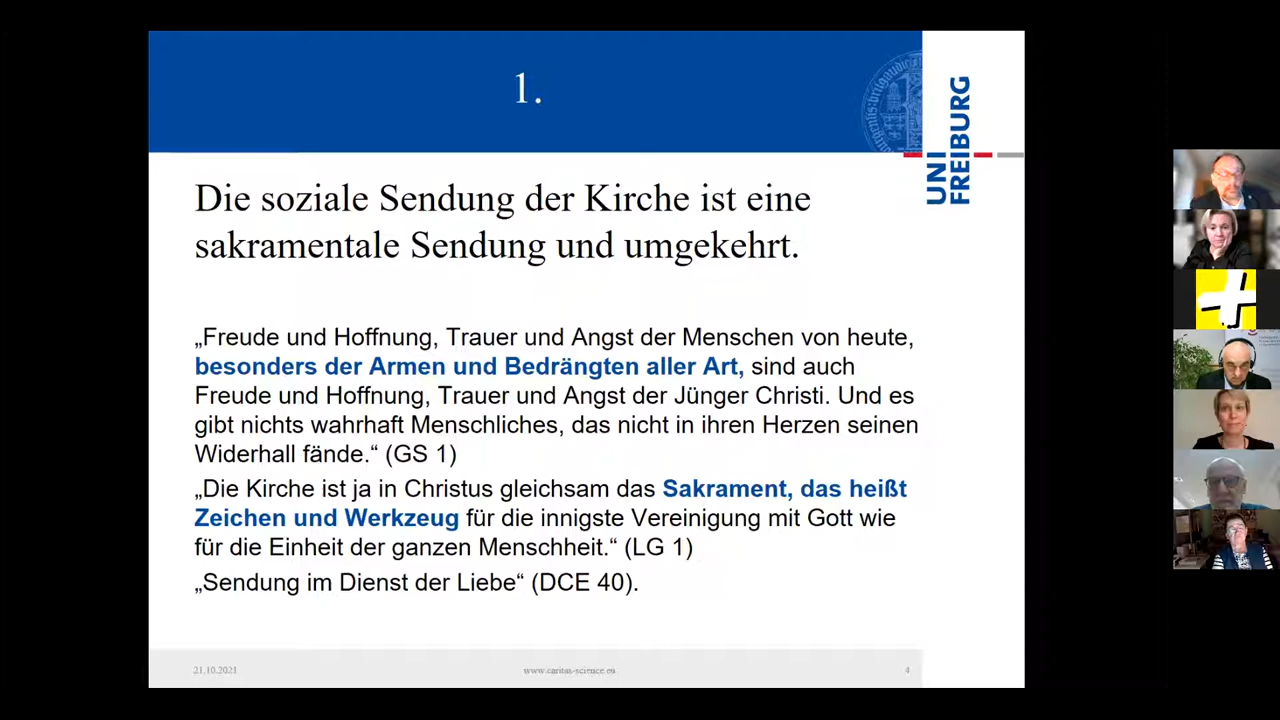 1.
UNI
FREIBURG
Die soziale Sendung der Kirche ist eine
sakramentale Sendung und umgekehrt.
„Freude und Hoffnung, Trauer und Angst der Menschen von heute,
besonders der Armen und Bedrängten aller Art, sind auch
Freude und Hoffnung, Trauer und Angst der Jünger Christi. Und es
gibt nichts wahrhaft Menschliches, das nicht in ihren Herzen seinen
Widerhall fände.“ (GS 1)
„Die Kirche ist ja in Christus gleichsam das Sakrament, das heißt
Zeichen und Werkzeug für die innigste Vereinigung mit Gott wie
für die Einheit der ganzen Menschheit.“ (LG 1)
„Sendung im Dienst der Liebe“ (DCE 40).
21.10.2021
www.caritas-science.eu
4